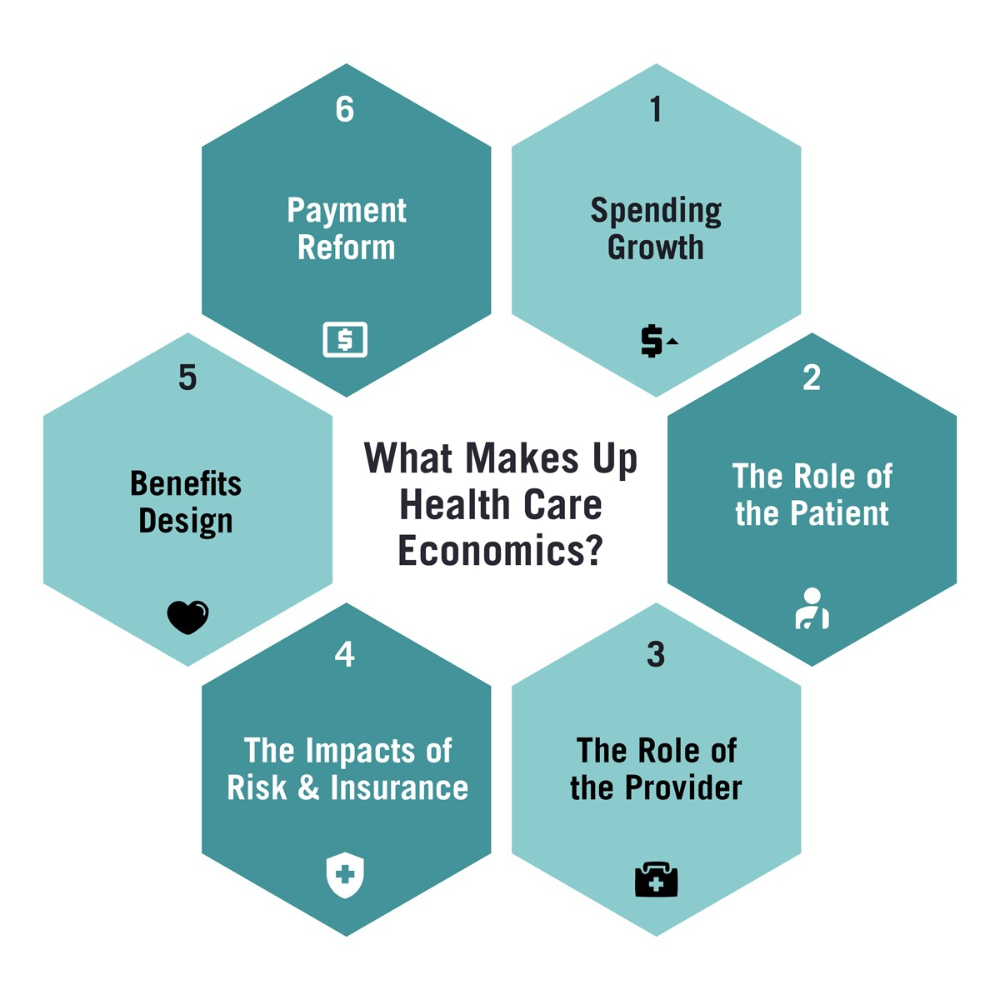 What Makes Up
Health Care
Economics?
1
Spending
Growth
$
2
The Role of
the Patient
3
The Role of
the Provider
4
The Impacts of
Risk & Insurance
5
Benefits
Design
6
Payment
Reform
$